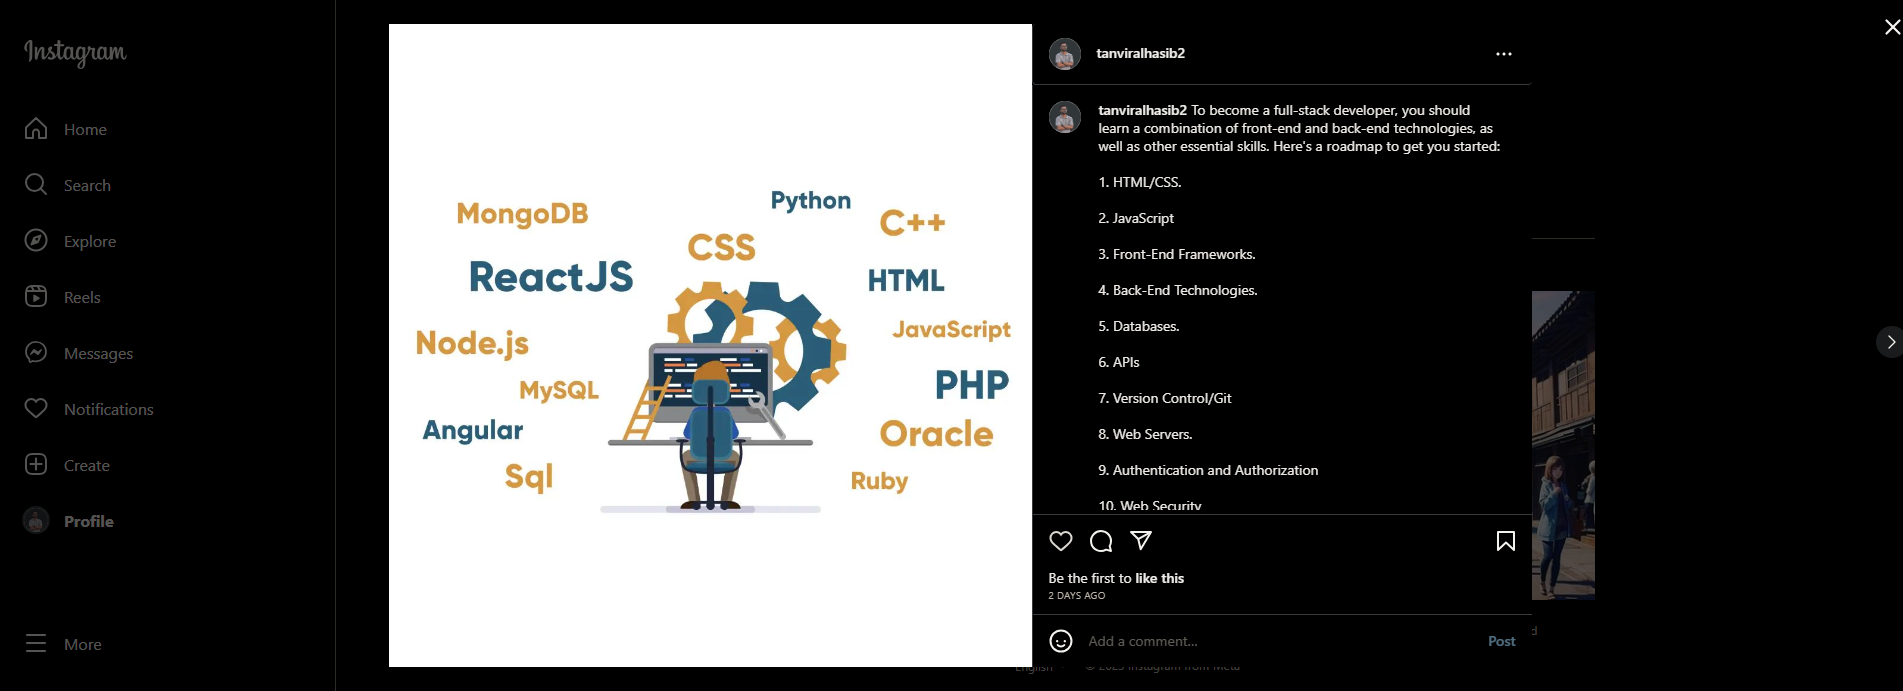 Instagram
Home
Search
Explore
Reels
Messages
Notifications
Create
Profile
More
MongoDB
Python
C++
CSS
ReactJS
HTML
JavaScript
Node.js
MySQL
PHP
Angular
Oracle
Sql
Ruby
tanviralhasib2
tanviralhasib2 To become a full-stack developer, you should
learn a combination of front-end and back-end technologies, as
well as other essential skills. Here's a roadmap to get you started:
1. HTML/CSS.
2. JavaScript
3. Front-End Frameworks.
4. Back-End Technologies.
5. Databases.
6. APIs
7. Version Control/Git
8. Web Servers.
9. Authentication and Authorization
10. Web Security
Be the first to like this
2 DAYS AGO
Add a comment...
Post
English
Instagram from Meta